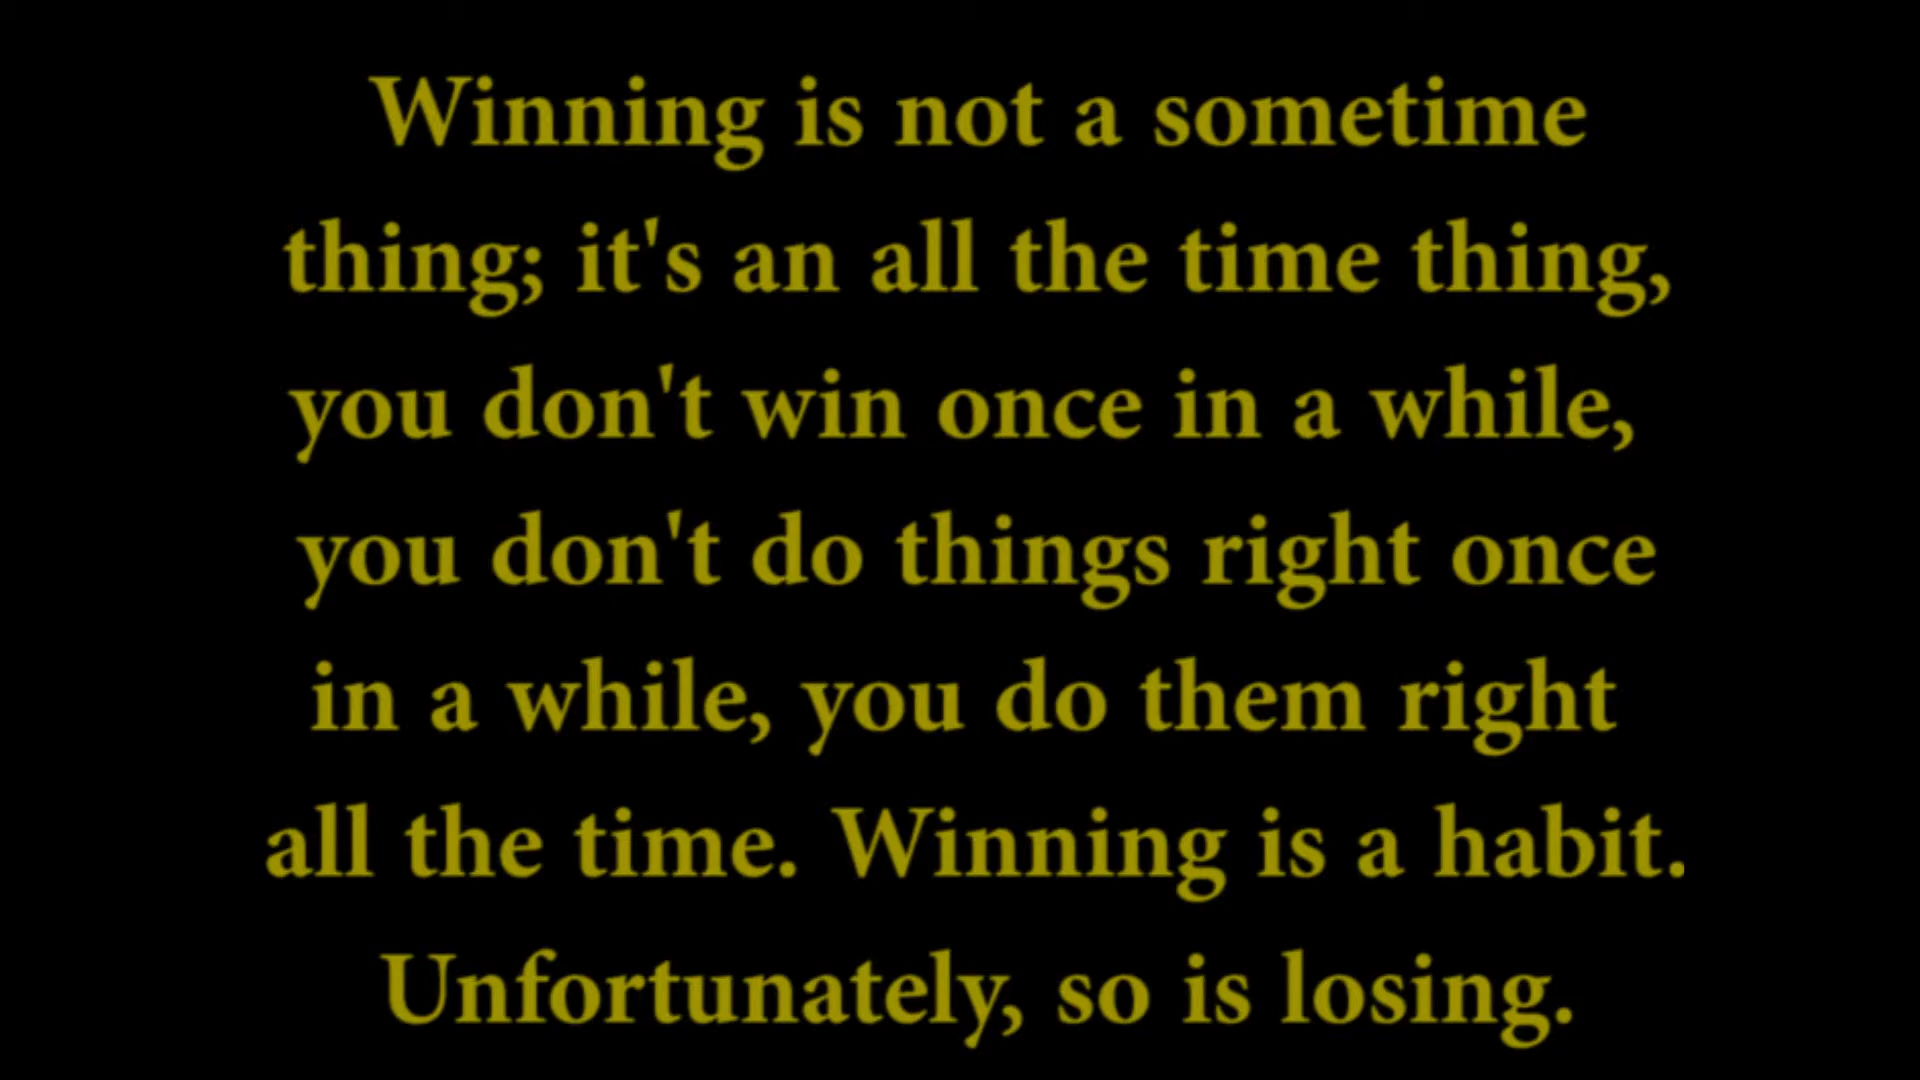 Winning is not a sometime
thing; it's an all the time thing,
you don't win once in a while,
you don't do things right once
in a while, you do them right
all the time. Winning is a habit.
Unfortunately, so is losing.